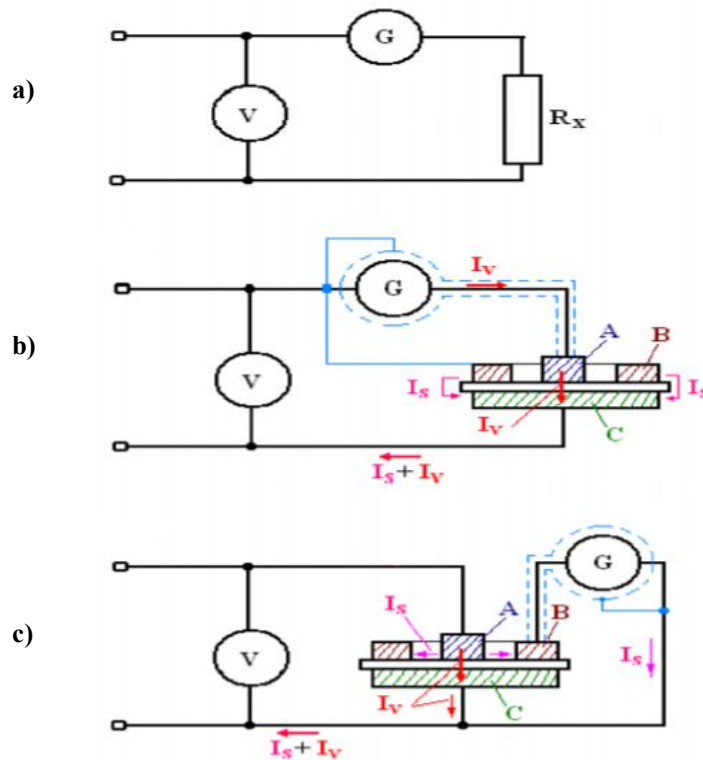 a)
G
V
Rx
b)
G
IV
A
B
V
IS
IS
IV
C
IS + IV
c)
G
IS
A
B
V
IS
IV
C
IS + IV